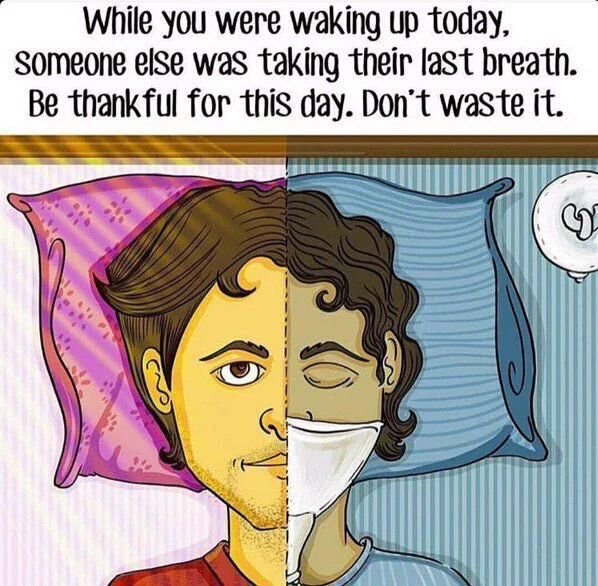 While you were waking up today,
someone else was taking their last breath.
Be thankful for this day. Don't waste it.